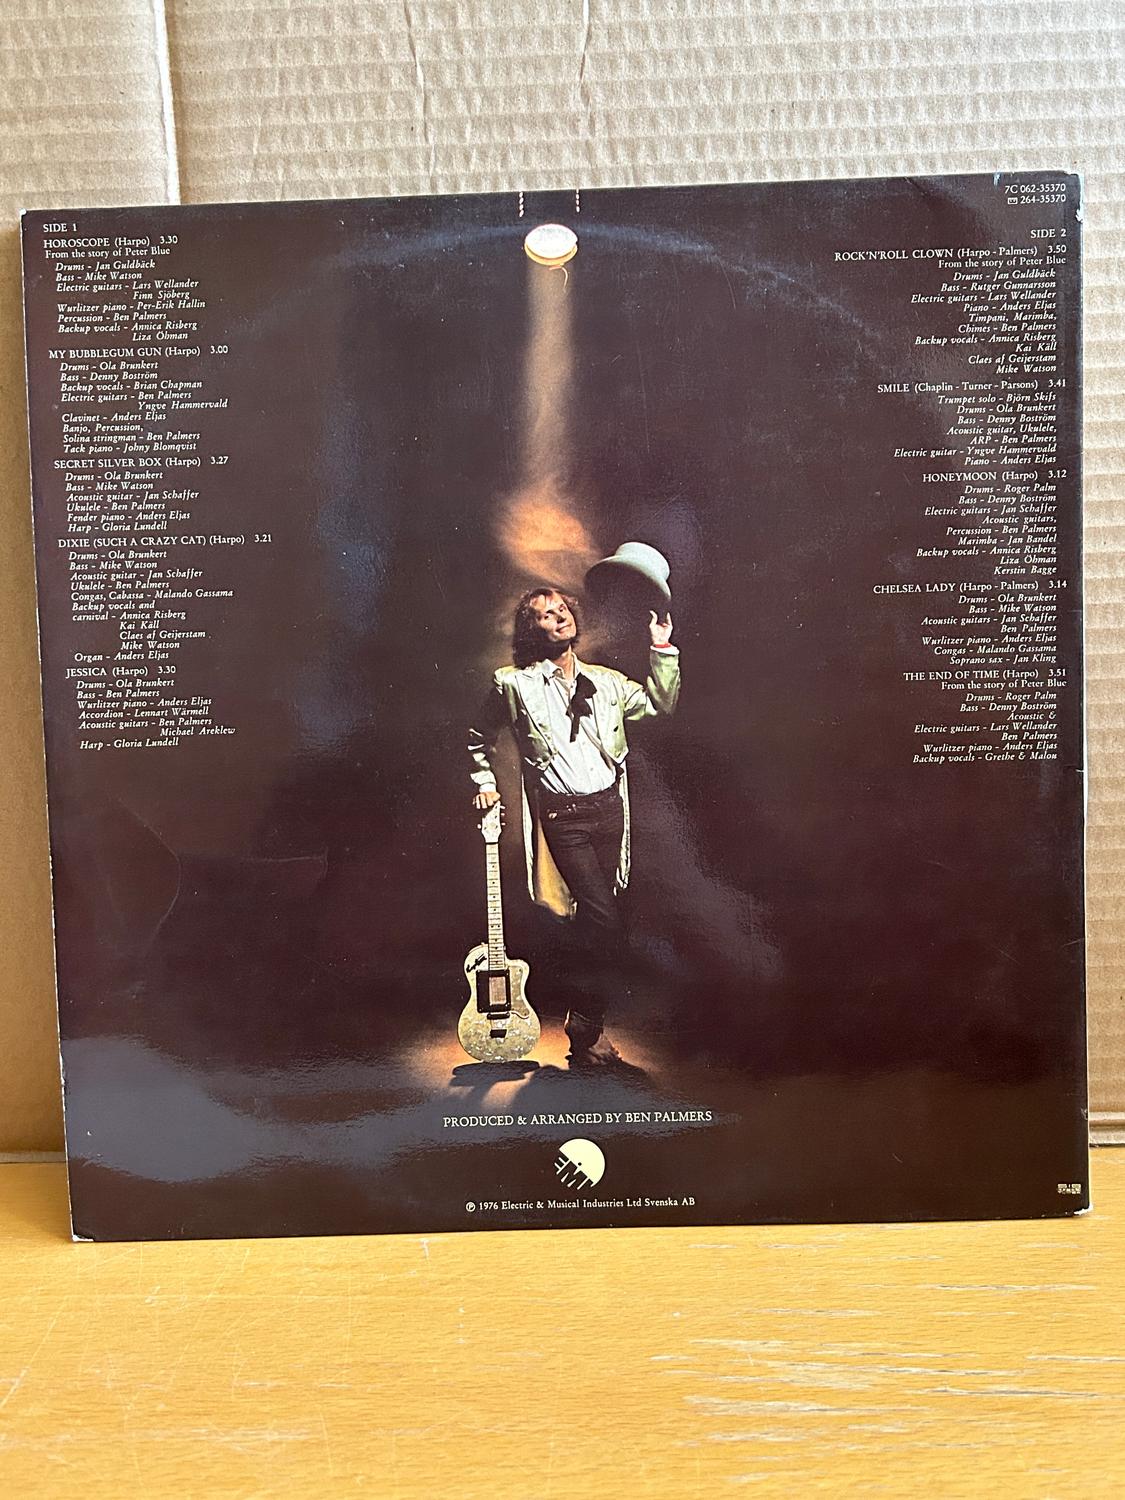 SIDE 1
HOROSCOPE (Harpo) 3.30
From the story of Peter Blue
Drums - Jan Guldbäck
Bass - Mike Watson
Electric guitars - Lars Wellander
Finn Sjöberg
Wurlitzer piano - Per-Erik Hallin
Percussion - Ben Palmers
Backup vocals - Annica Risberg
Liza Öhman
MY BUBBLEGUM GUN (Harpo) 3.00
Drums - Ola Brunkert
Bass - Denny Boström
Backup vocals - Brian Chapman
Electric guitars - Ben Palmers
Yngve Hammervald
Clavinet - Anders Eljas
Banjo, Percussion,
Solina stringman - Ben Palmers
Tack piano - Johny Blomqvist
SECRET SILVER BOX (Harpo) 3.27
Drums - Ola Brunkert
Bass - Mike Watson
Acoustic guitar - Jan Schaffer
Ukulele - Ben Palmers
Fender piano - Anders Eljas
Harp - Gloria Lundell
DIXIE (SUCH A CRAZY CAT) (Harpo) 3.21
Drums - Ola Brunkert
Bass - Mike Watson
Acoustic guitar - Jan Schaffer
Ukulele - Ben Palmers
Congas, Cabassa - Malando Gassama
Backup vocals and
carnival - Annica Risberg
Kai Käll
Claes af Geijerstam
Mike Watson
Organ - Anders Eljas
JESSICA (Harpo) 3.30
Drums - Ola Brunkert
Bass - Ben Palmers
Wurlitzer piano - Anders Eljas
Accordion - Lennart Wärmell
Acoustic guitars - Ben Palmers
Michael Areklew
Harp - Gloria Lundell
7C 062-35370
264-35370
SIDE 2
ROCK'N'ROLL CLOWN (Harpo - Palmers) 3.50
From the story of Peter Blue
Drums - Jan Guldbäck
Bass - Rutger Gunnarsson
Electric guitars - Lars Wellander
Piano - Anders Eljas
Timpani, Marimba,
Chimes - Ben Palmers
Backup vocals - Annica Risberg
Kai Käll
Claes af Geijerstam
Mike Watson
SMILE (Chaplin - Turner - Parsons) 3.41
Trumpet solo - Björn Skifs
Drums - Ola Brunkert
Bass - Denny Boström
Acoustic guitar, Ukulele,
ARP - Ben Palmers
Electric guitar - Yngve Hammervald
Piano - Anders Eljas
HONEYMOON (Harpo) 3.12
Drums - Roger Palm
Bass - Denny Boström
Electric guitars - Jan Schaffer
Acoustic guitars,
Percussion - Ben Palmers
Marimba - Jan Bandel
Backup vocals - Annica Risberg
Liza Öhman
Kerstin Bagge
CHELSEA LADY (Harpo - Palmers) 3.14
Drums - Ola Brunkert
Bass - Mike Watson
Acoustic guitars - Jan Schaffer
Ben Palmers
Wurlitzer piano - Anders Eljas
Congas - Malando Gassama
Soprano sax - Jan Kling
THE END OF TIME (Harpo) 3.51
From the story of Peter Blue
Drums - Roger Palm
Bass - Denny Boström
Acoustic &
Electric guitars - Lars Wellander
Ben Palmers
Wurlitzer piano - Anders Eljas
Backup vocals - Grethe & Malou
PRODUCED & ARRANGED BY BEN PALMERS
EMI
℗ 1976 Electric & Musical Industries Ltd Svenska AB